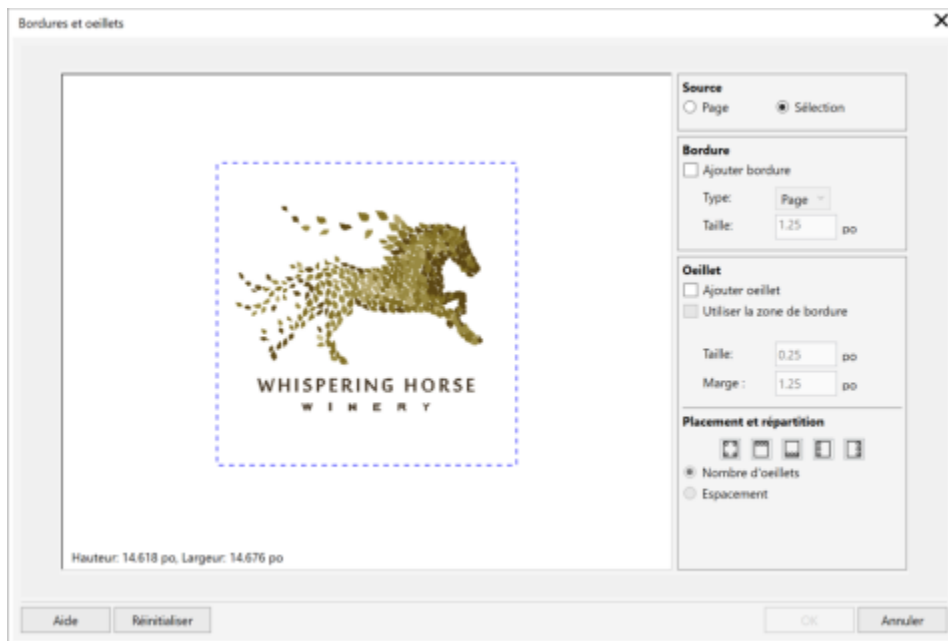 Bordures et oeillets
Source
Page Sélection
Bordure
Ajouter bordure
Type: Page
Taille: 1.25 po
Oeillet
Ajouter oeillet
Utiliser la zone de bordure
Taille: 0.25 po
Marge : 1.25 po
Placement et répartition
Nombre d'oeillets
Espacement
WHISPERING HORSE
WINERY
Hauteur: 14.618 po, Largeur: 14.676 po
Aide Réinitialiser OK Annuler